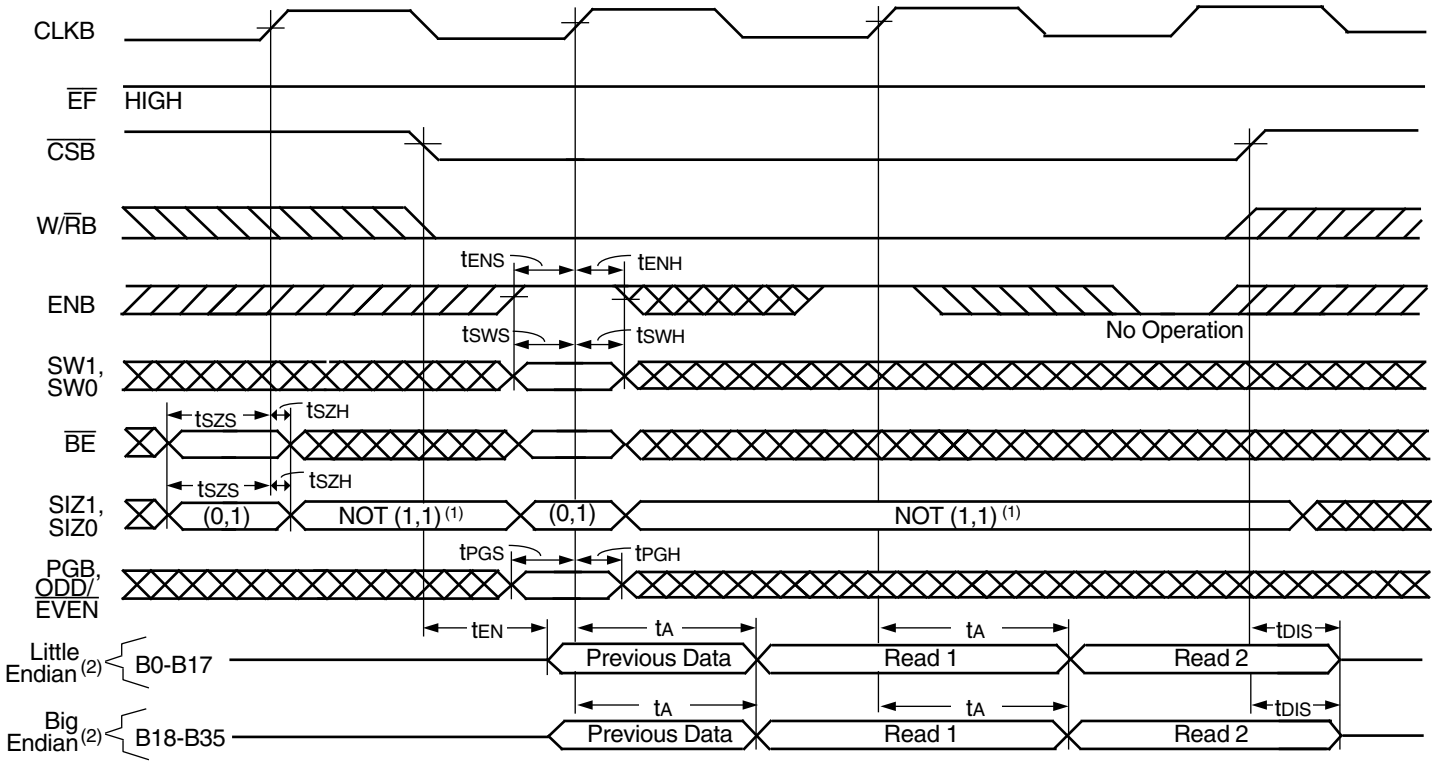 CLKB
EF HIGH
CSB
W/RB
tENS tENH
ENB
No Operation
tSWS tSWH
SW1,
SW0
tSZS tSZH
BE
tSZS tSZH
SIZ1,
SIZ0
(0,1) NOT (1,1) (1) (0,1) NOT (1,1) (1)
tPGS tPGH
PGB,
ODD/
EVEN
tEN tA tA tDIS
Little
Endian (2)
B0-B17 Previous Data Read 1 Read 2
tA tA tDIS
Big
Endian (2)
B18-B35 Previous Data Read 1 Read 2